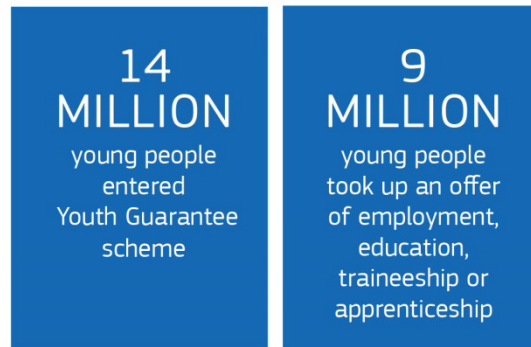 14
MILLION
young people
entered
Youth Guarantee
scheme
9
MILLION
young people
took up an offer
of employment,
education,
traineeship or
apprenticeship